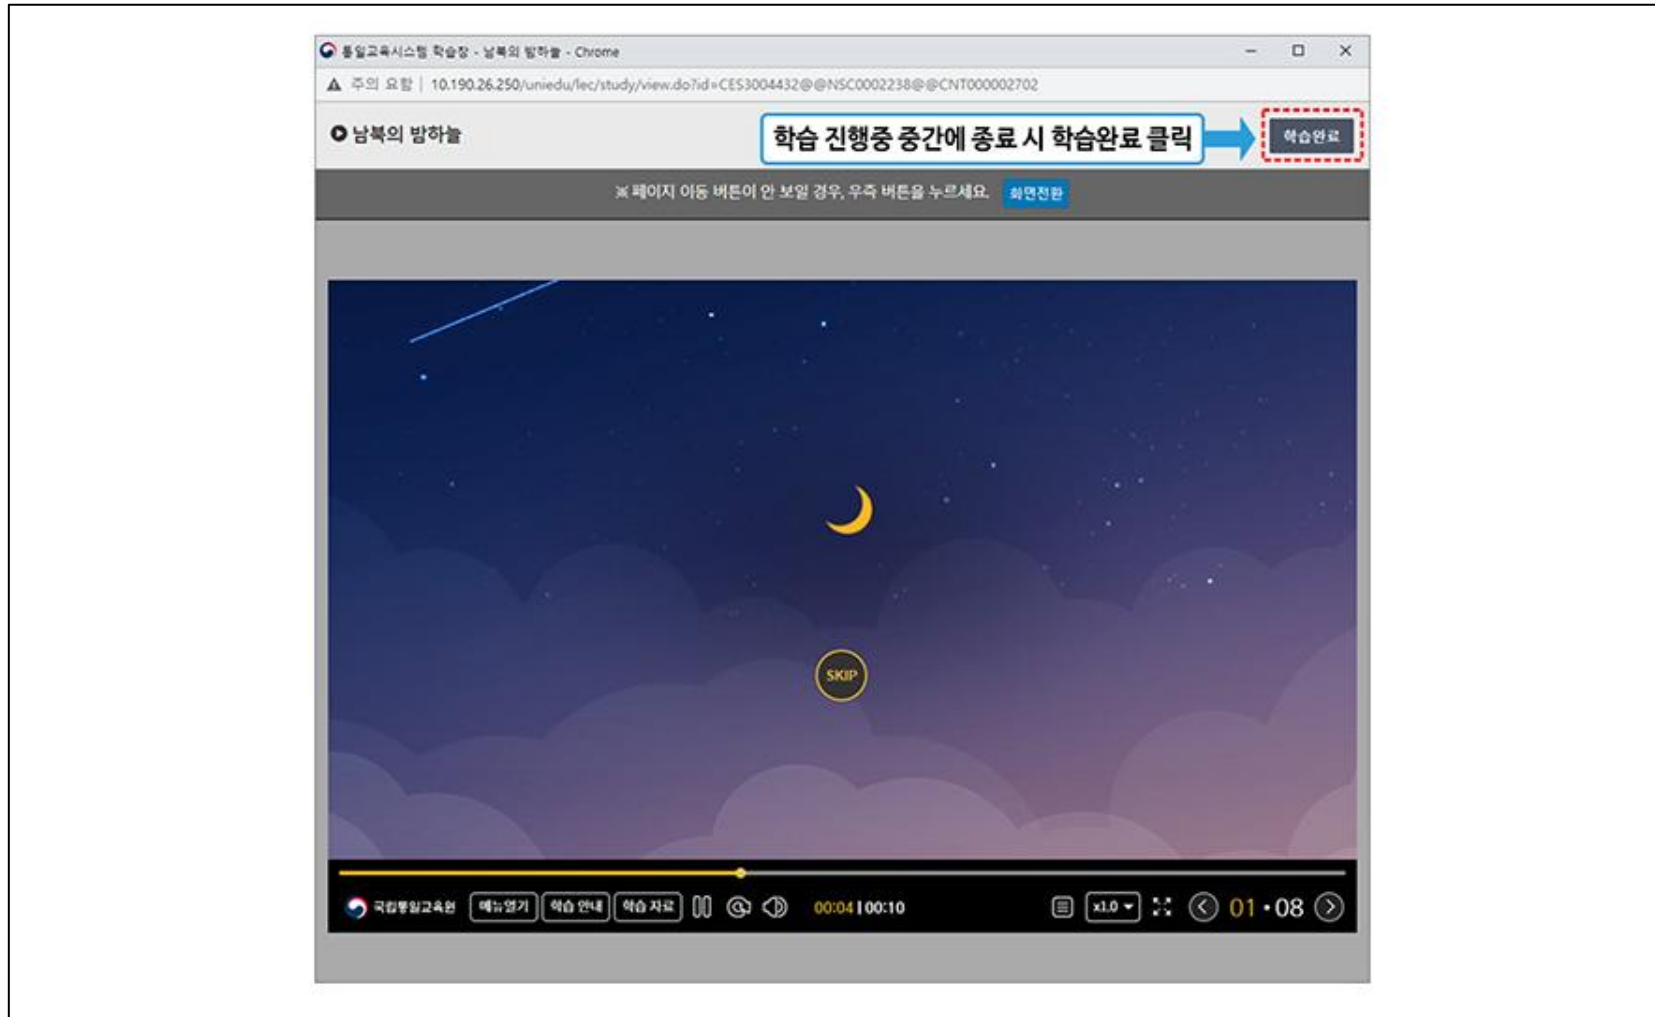 통일교육시스템 학습창 - 남북의 밤하늘 - Chrome
주의 요함 | 10.190.26.250/uniedu/lec/study/view.do?id=CES3004432@@NSC0002238@@CNT000002702
남북의 밤하늘
학습 진행중 중간에 종료 시 학습완료 클릭
학습완료
※ 페이지 이동 버튼이 안 보일 경우, 우측 버튼을 누르세요. 화면전환
SKIP
국립통일교육원 메뉴열기 학습 안내 학습 자료 00:04 | 00:10 x1.0 01 • 08